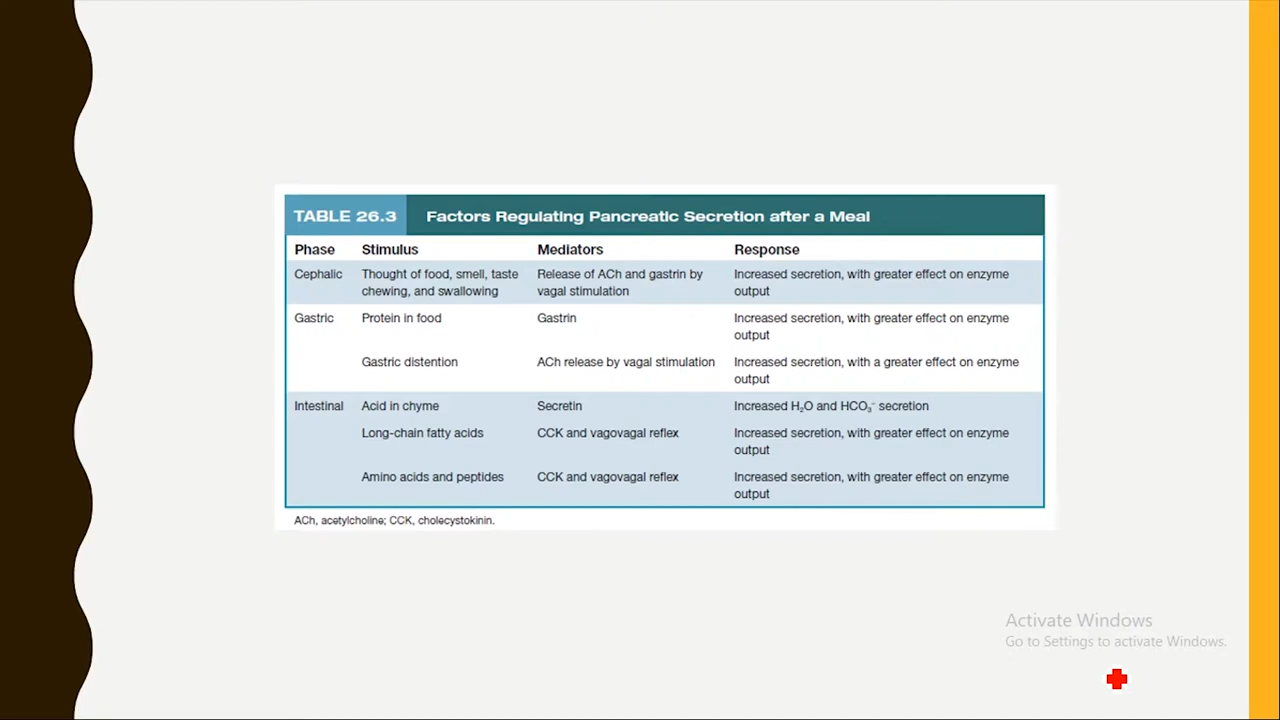 TABLE 26.3 Factors Regulating Pancreatic Secretion after a Meal
Phase Stimulus Mediators Response
Cephalic Thought of food, smell, taste Release of ACh and gastrin by Increased secretion, with greater effect on enzyme
chewing, and swallowing vagal stimulation output
Gastric Protein in food Gastrin Increased secretion, with greater effect on enzyme
output
Gastric distention ACh release by vagal stimulation Increased secretion, with a greater effect on enzyme
output
Intestinal Acid in chyme Secretin Increased H₂O and HCO₃⁻ secretion
Long-chain fatty acids CCK and vagovagal reflex Increased secretion, with greater effect on enzyme
output
Amino acids and peptides CCK and vagovagal reflex Increased secretion, with greater effect on enzyme
output
ACh, acetylcholine; CCK, cholecystokinin.
Activate Windows
Go to Settings to activate Windows.